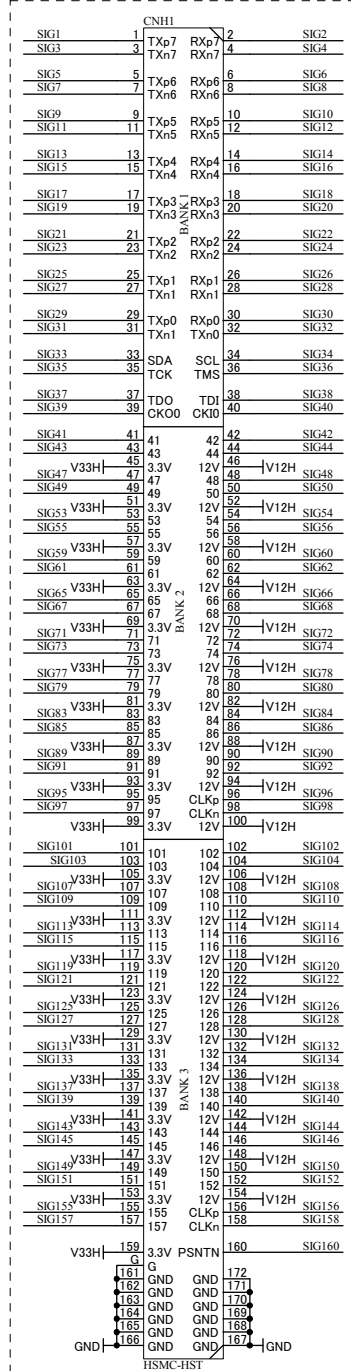 CNH1
SIG1 1 TXp7 RXp7 2 SIG2
SIG3 3 TXn7 RXn7 4 SIG4
SIG5 5 TXp6 RXp6 6 SIG6
SIG7 7 TXn6 RXn6 8 SIG8
SIG9 9 TXp5 RXp5 10 SIG10
SIG11 11 TXn5 RXn5 12 SIG12
SIG13 13 TXp4 RXp4 14 SIG14
SIG15 15 TXn4 RXn4 16 SIG16
SIG17 17 TXp3 RXp3 18 SIG18
SIG19 19 TXn3 RXn3 20 SIG20
BANK 1
SIG21 21 TXp2 RXp2 22 SIG22
SIG23 23 TXn2 RXn2 24 SIG24
SIG25 25 TXp1 RXp1 26 SIG26
SIG27 27 TXn1 RXn1 28 SIG28
SIG29 29 TXp0 RXp0 30 SIG30
SIG31 31 TXn1 TXn0 32 SIG32
SIG33 33 SDA SCL 34 SIG34
SIG35 35 TCK TMS 36 SIG36
SIG37 37 TDO TDI 38 SIG38
SIG39 39 CKO0 CKI0 40 SIG40
SIG41 41 41 42 42 SIG42
SIG43 43 43 44 44 SIG44
V33H 45 3.3V 12V 46 V12H
SIG47 47 47 48 48 SIG48
SIG49 49 49 50 50 SIG50
V33H 51 3.3V 12V 52 V12H
SIG53 53 53 54 54 SIG54
SIG55 55 55 56 56 SIG56
V33H 57 3.3V 12V 58 V12H
SIG59 59 59 60 60 SIG60
SIG61 61 61 62 62 SIG62
V33H 63 3.3V 12V 64 V12H
SIG65 65 65 66 66 SIG66
SIG67 67 67 68 68 SIG68
BANK 2
V33H 69 3.3V 12V 70 V12H
SIG71 71 71 72 72 SIG72
SIG73 73 73 74 74 SIG74
V33H 75 3.3V 12V 76 V12H
SIG77 77 77 78 78 SIG78
SIG79 79 79 80 80 SIG80
V33H 81 3.3V 12V 82 V12H
SIG83 83 83 84 84 SIG84
SIG85 85 85 86 86 SIG86
V33H 87 3.3V 12V 88 V12H
SIG89 89 89 90 90 SIG90
SIG91 91 91 92 92 SIG92
V33H 93 3.3V 12V 94 V12H
SIG95 95 95 CLKp 96 SIG96
SIG97 97 97 CLKn 98 SIG98
V33H 99 3.3V 12V 100 V12H
SIG101 101 101 102 102 SIG102
SIG103 103 103 104 104 SIG104
V33H 105 3.3V 12V 106 V12H
SIG107 107 107 108 108 SIG108
SIG109 109 109 110 110 SIG110
V33H 111 3.3V 12V 112 V12H
SIG113 113 113 114 114 SIG114
SIG115 115 115 116 116 SIG116
V33H 117 3.3V 12V 118 V12H
SIG119 119 119 120 120 SIG120
SIG121 121 121 122 122 SIG122
V33H 123 3.3V 12V 124 V12H
SIG125 125 125 126 126 SIG126
SIG127 127 127 128 128 SIG128
V33H 129 3.3V 12V 130 V12H
SIG131 131 131 132 132 SIG132
SIG133 133 133 134 134 SIG134
BANK 3
V33H 135 3.3V 12V 136 V12H
SIG137 137 137 138 138 SIG138
SIG139 139 139 140 140 SIG140
V33H 141 3.3V 12V 142 V12H
SIG143 143 143 144 144 SIG144
SIG145 145 145 146 146 SIG146
V33H 147 3.3V 12V 148 V12H
SIG149 149 149 150 150 SIG150
SIG151 151 151 152 152 SIG152
V33H 153 3.3V 12V 154 V12H
SIG155 155 155 CLKp 156 SIG156
SIG157 157 157 CLKn 158 SIG158
V33H 159 3.3V PSNTN 160 SIG160
G G
161 GND GND 172
162 GND GND 171
163 GND GND 170
164 GND GND 169
165 GND GND 168
GND 166 GND GND 167 GND
HSMC-HST